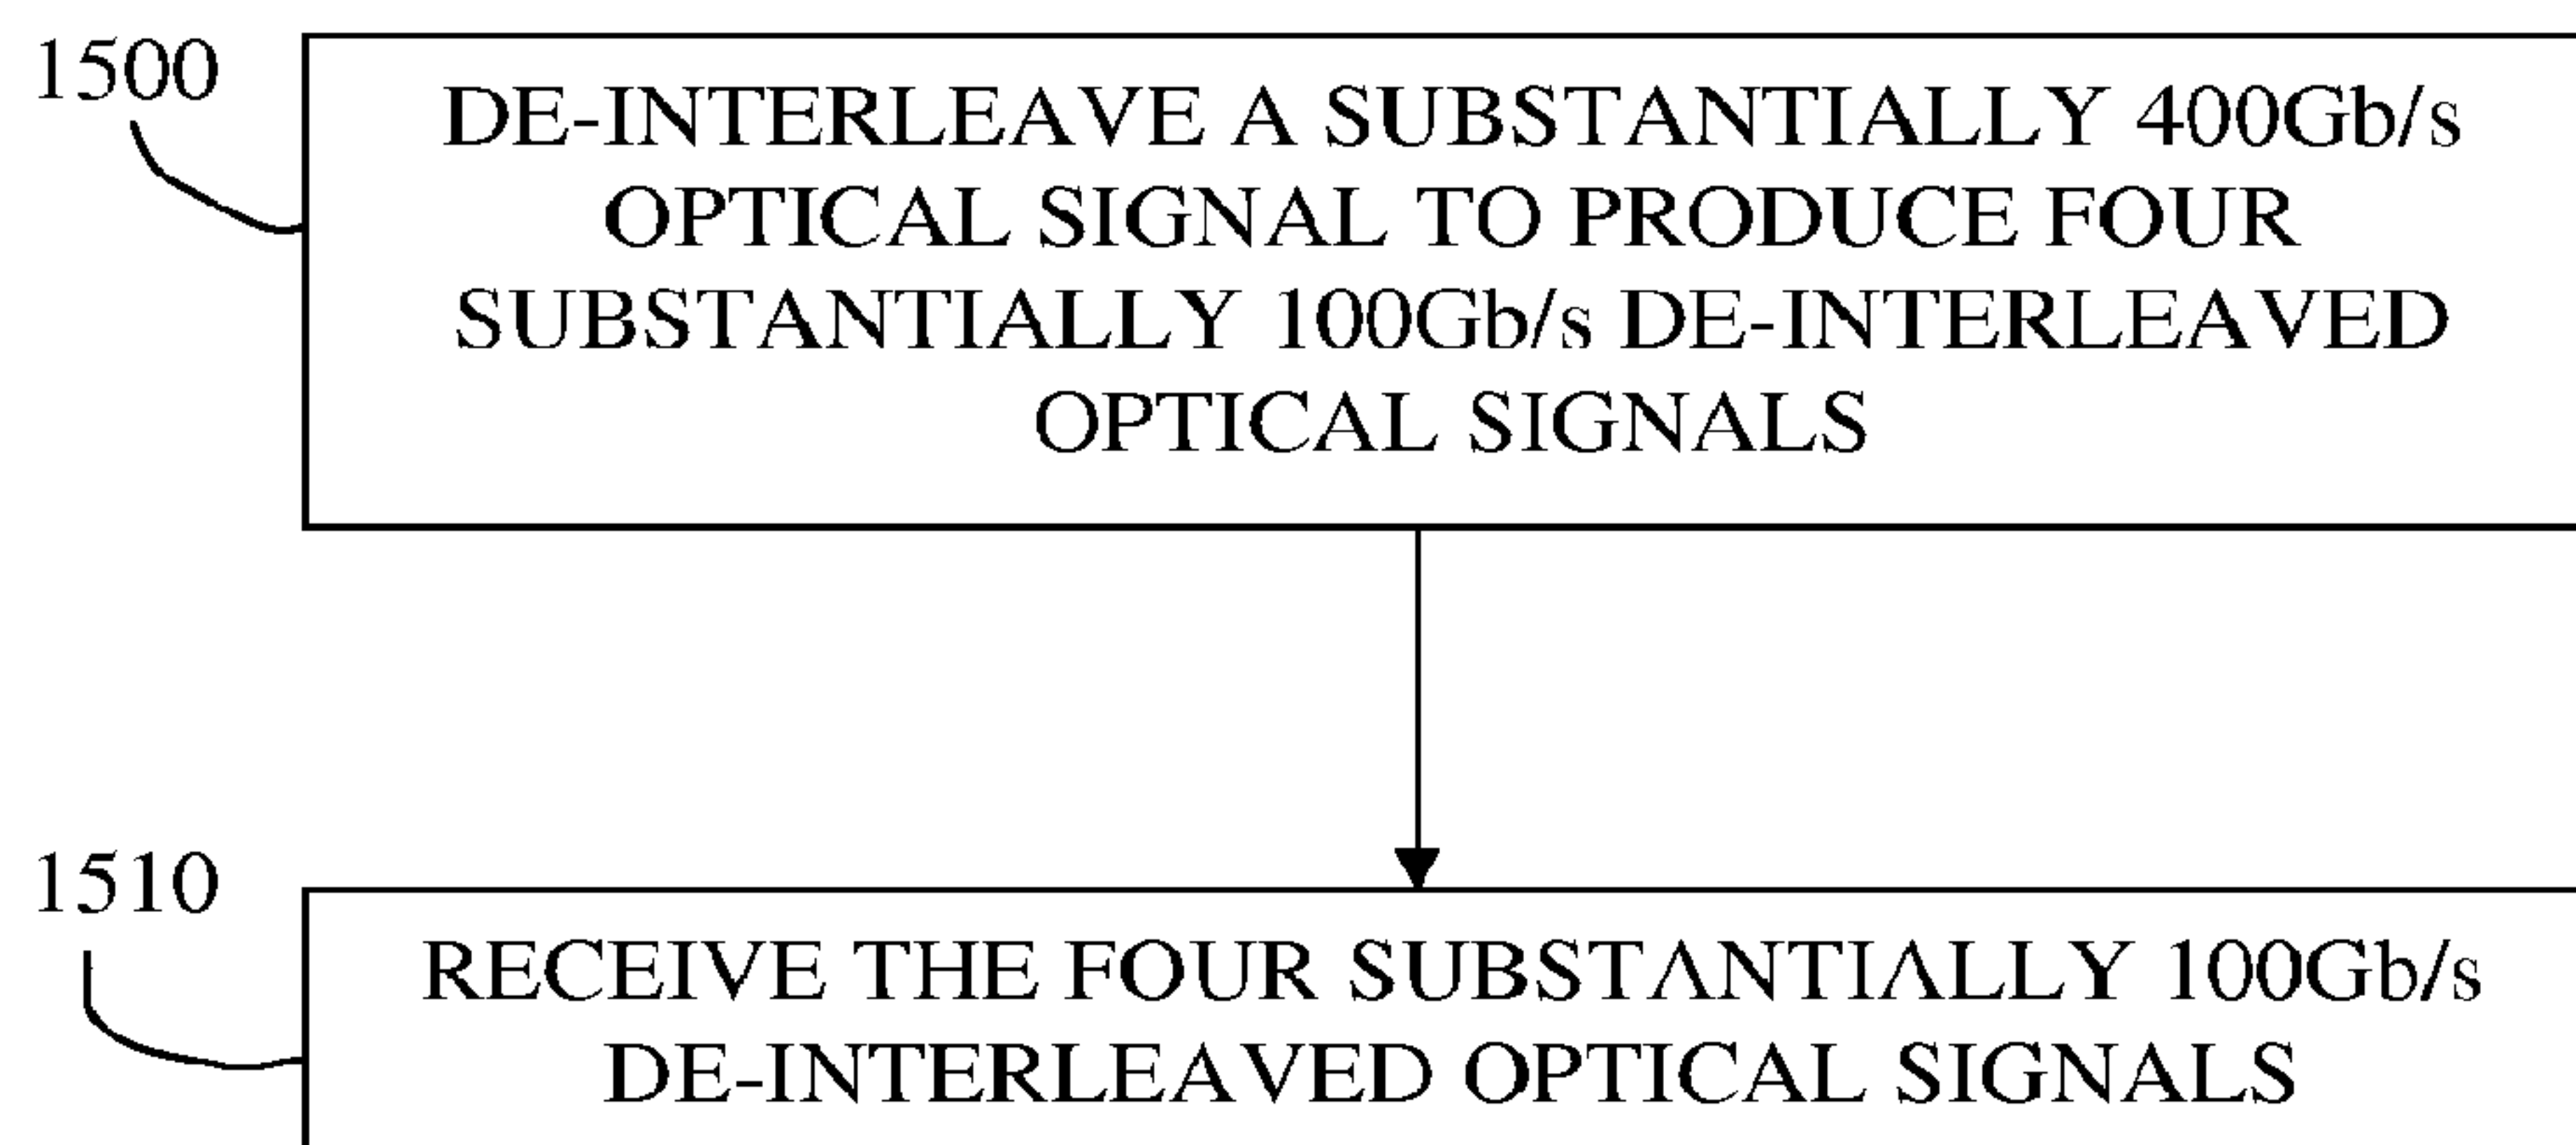 1500
DE-INTERLEAVE A SUBSTANTIALLY 400Gb/s
OPTICAL SIGNAL TO PRODUCE FOUR
SUBSTANTIALLY 100Gb/s DE-INTERLEAVED
OPTICAL SIGNALS
1510
RECEIVE THE FOUR SUBSTANTIALLY 100Gb/s
DE-INTERLEAVED OPTICAL SIGNALS